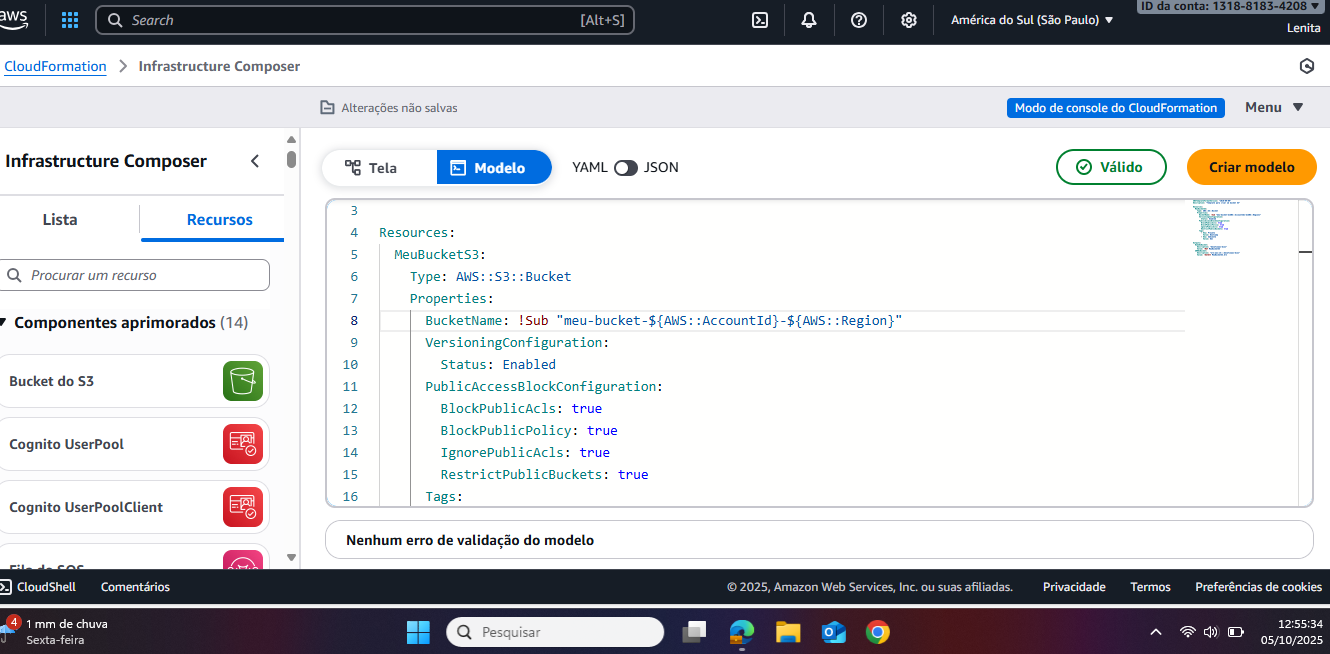 aws
Search
[Alt+S]
América do Sul (São Paulo) ▼
ID da conta: 1318-8183-4208 ▼
Lenita
CloudFormation > Infrastructure Composer
Alterações não salvas
Modo de console do CloudFormation
Menu ▼
Infrastructure Composer
Tela
Modelo
YAML
JSON
Válido
Criar modelo
Lista
Recursos
Procurar um recurso
Componentes aprimorados (14)
Bucket do S3
Cognito UserPool
Cognito UserPoolClient
Fila do SQS
3
4 Resources:
5 MeuBucketS3:
6 Type: AWS::S3::Bucket
7 Properties:
8 BucketName: !Sub "meu-bucket-${AWS::AccountId}-${AWS::Region}"
9 VersioningConfiguration:
10 Status: Enabled
11 PublicAccessBlockConfiguration:
12 BlockPublicAcls: true
13 BlockPublicPolicy: true
14 IgnorePublicAcls: true
15 RestrictPublicBuckets: true
16 Tags:
Nenhum erro de validação do modelo
CloudShell
Comentários
© 2025, Amazon Web Services, Inc. ou suas afiliadas.
Privacidade
Termos
Preferências de cookies
4
1 mm de chuva
Sexta-feira
Pesquisar
12:55:34
05/10/2025